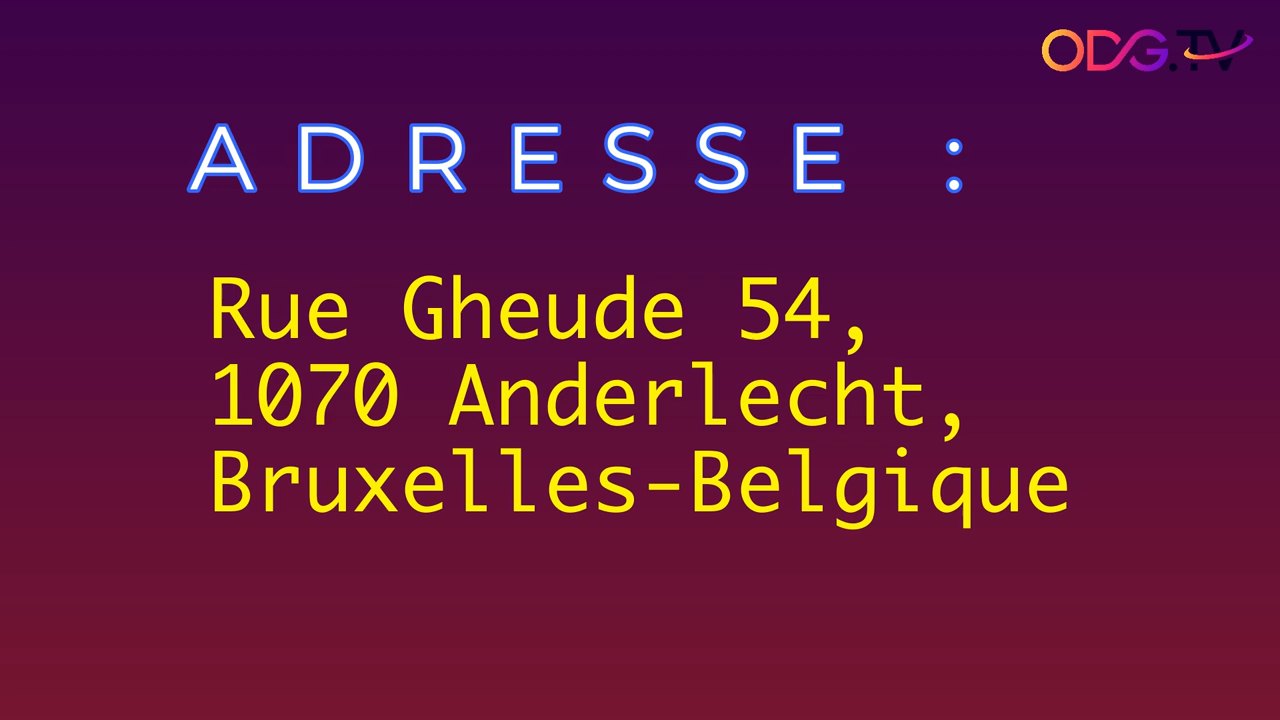 ODG.TV
ADRESSE :
Rue Gheude 54,
1070 Anderlecht,
Bruxelles-Belgique